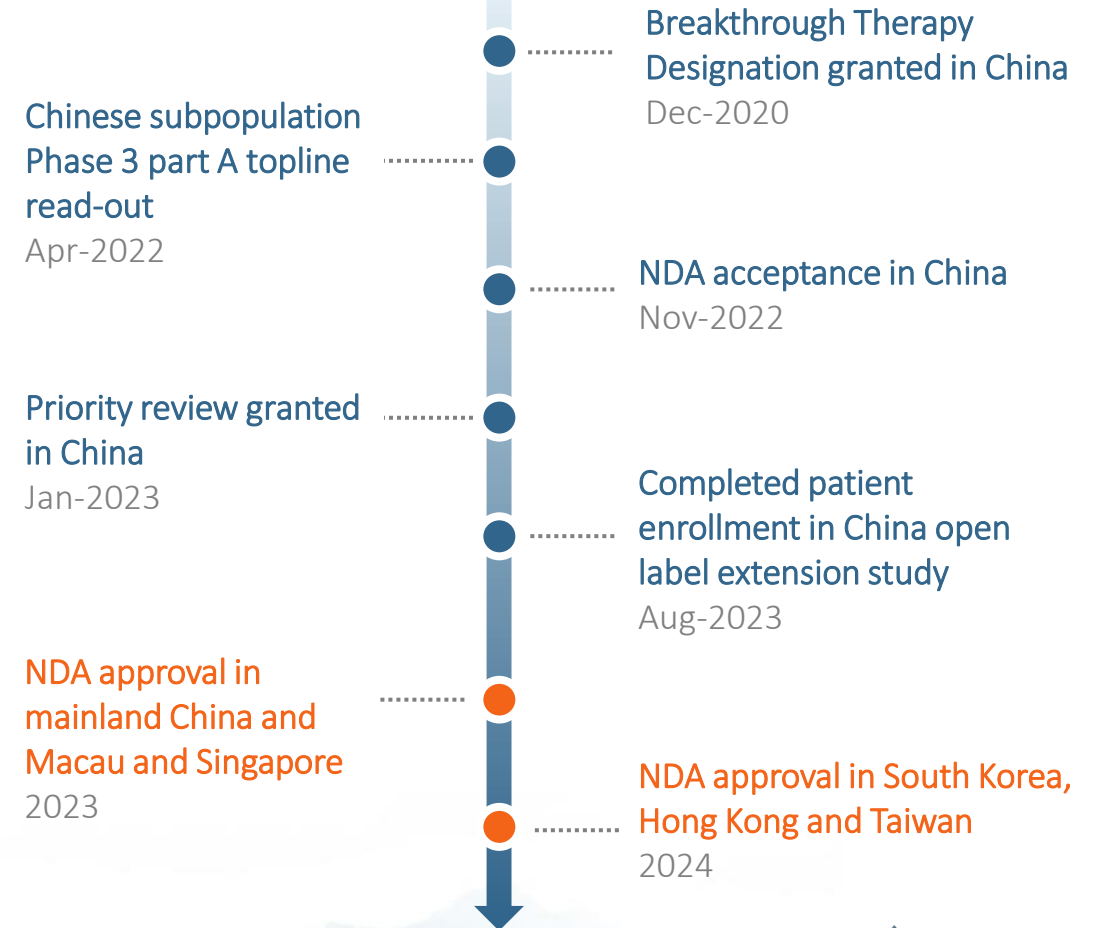 Breakthrough Therapy
Designation granted in China
Dec-2020
Chinese subpopulation
Phase 3 part A topline
read-out
Apr-2022
NDA acceptance in China
Nov-2022
Priority review granted
in China
Jan-2023
Completed patient
enrollment in China open
label extension study
Aug-2023
NDA approval in
mainland China and
Macau and Singapore
2023
NDA approval in South Korea,
Hong Kong and Taiwan
2024